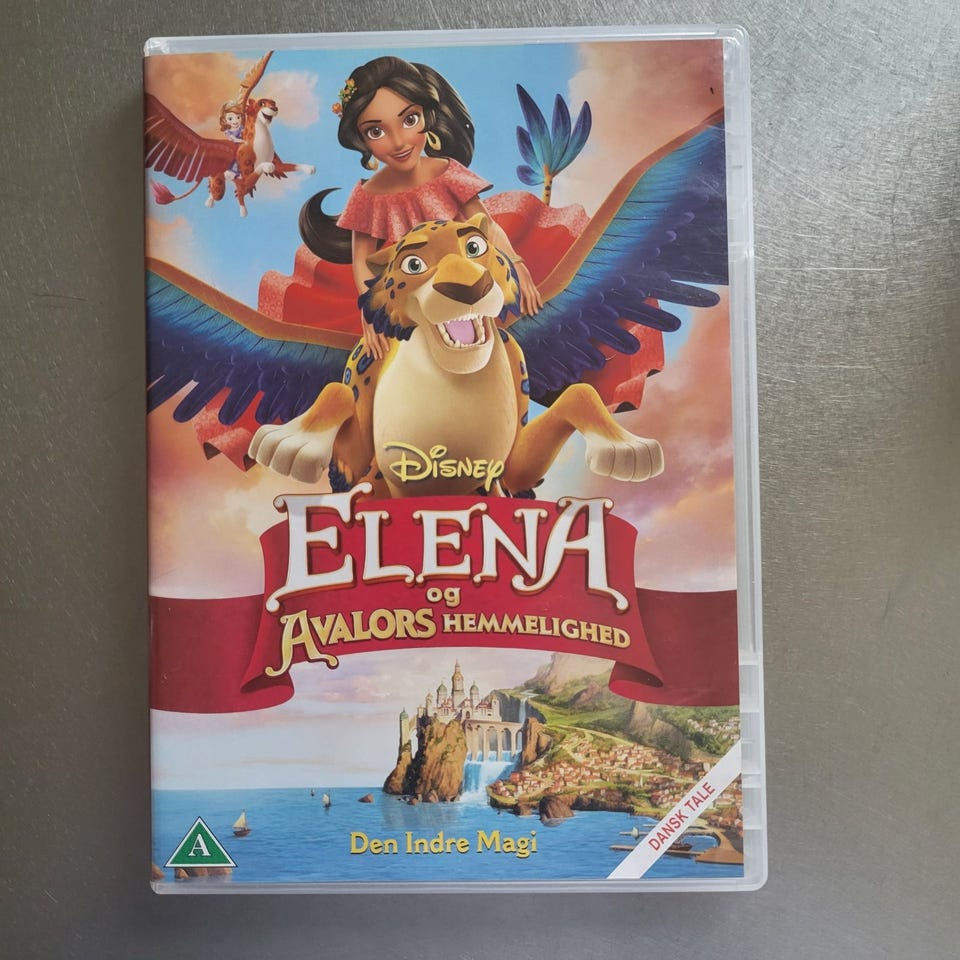 Disney
ELENA
og
AVALORS HEMMELIGHED
Den Indre Magi
A
DANSK TALE